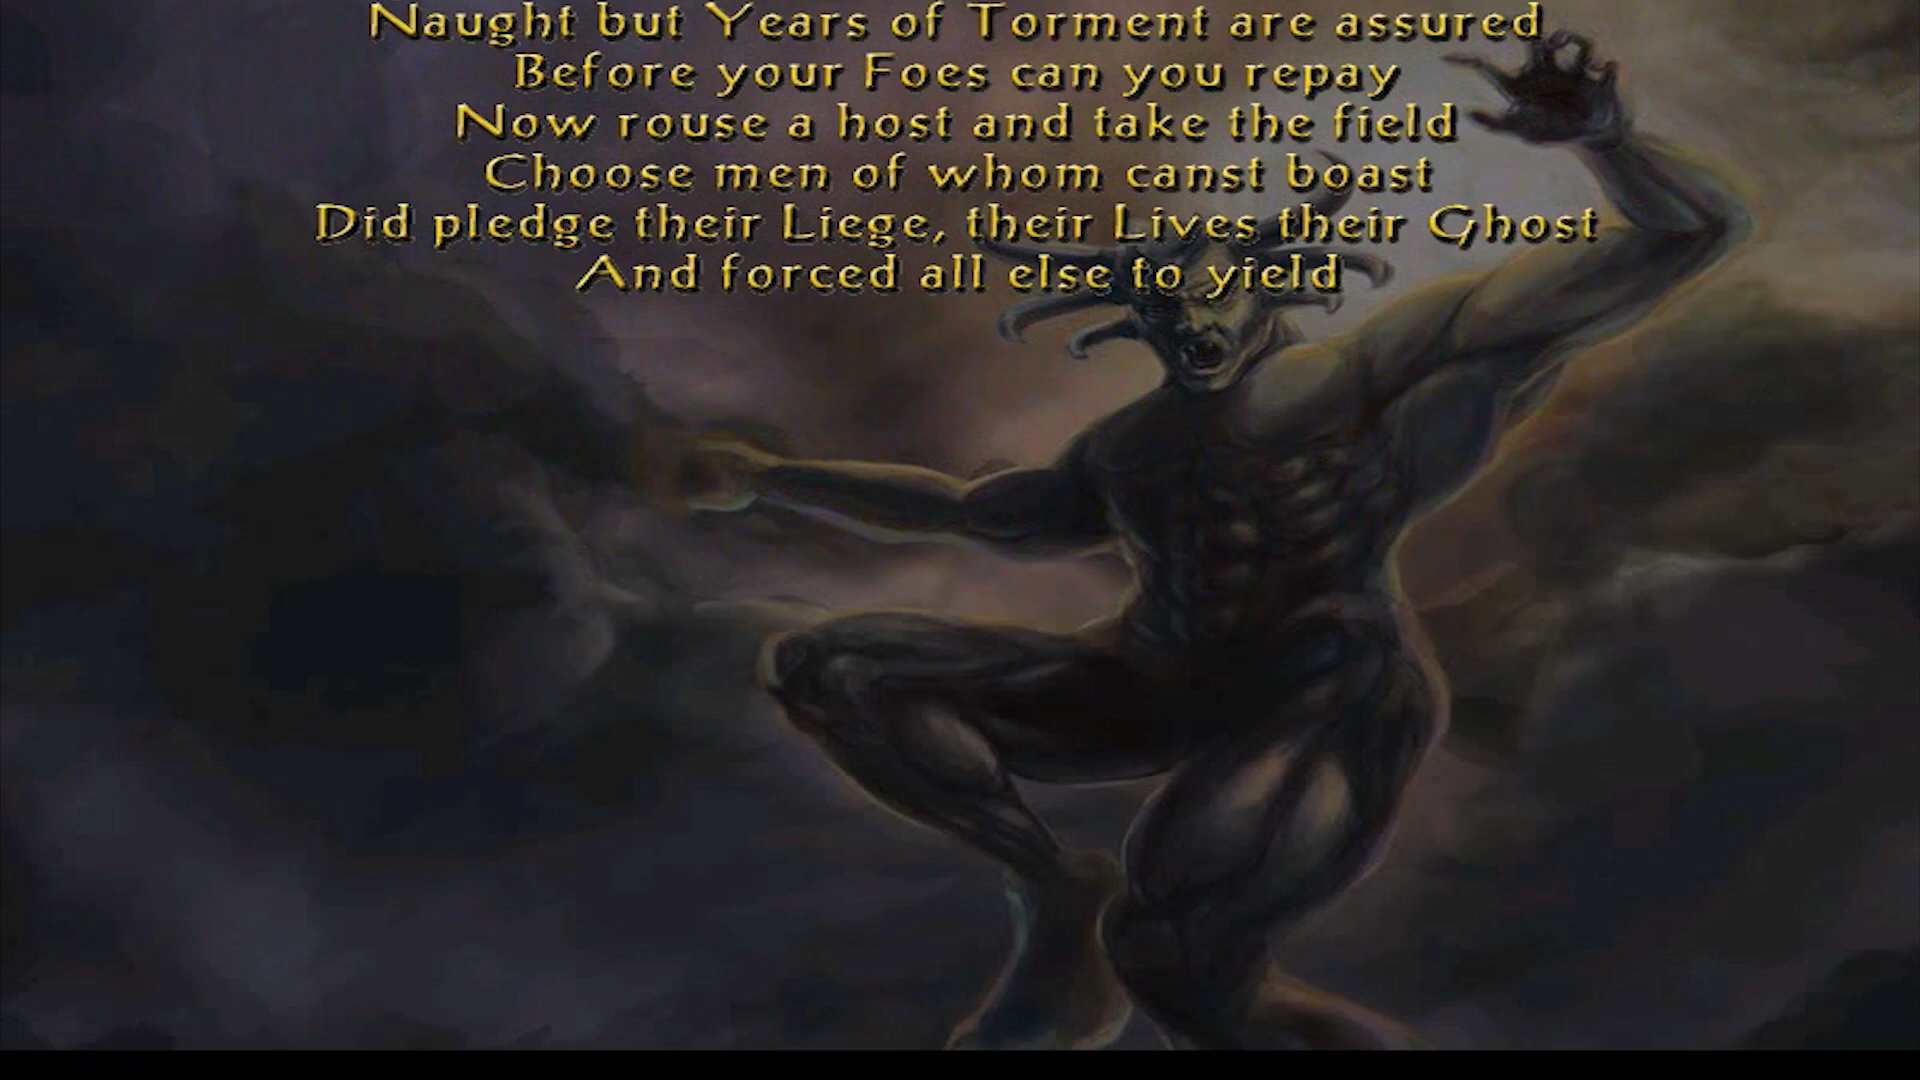 Naught but Years of Torment are assured
Before your Foes can you repay
Now rouse a host and take the field
Choose men of whom canst boast
Did pledge their Liege, their Lives their Ghost
And forced all else to yield